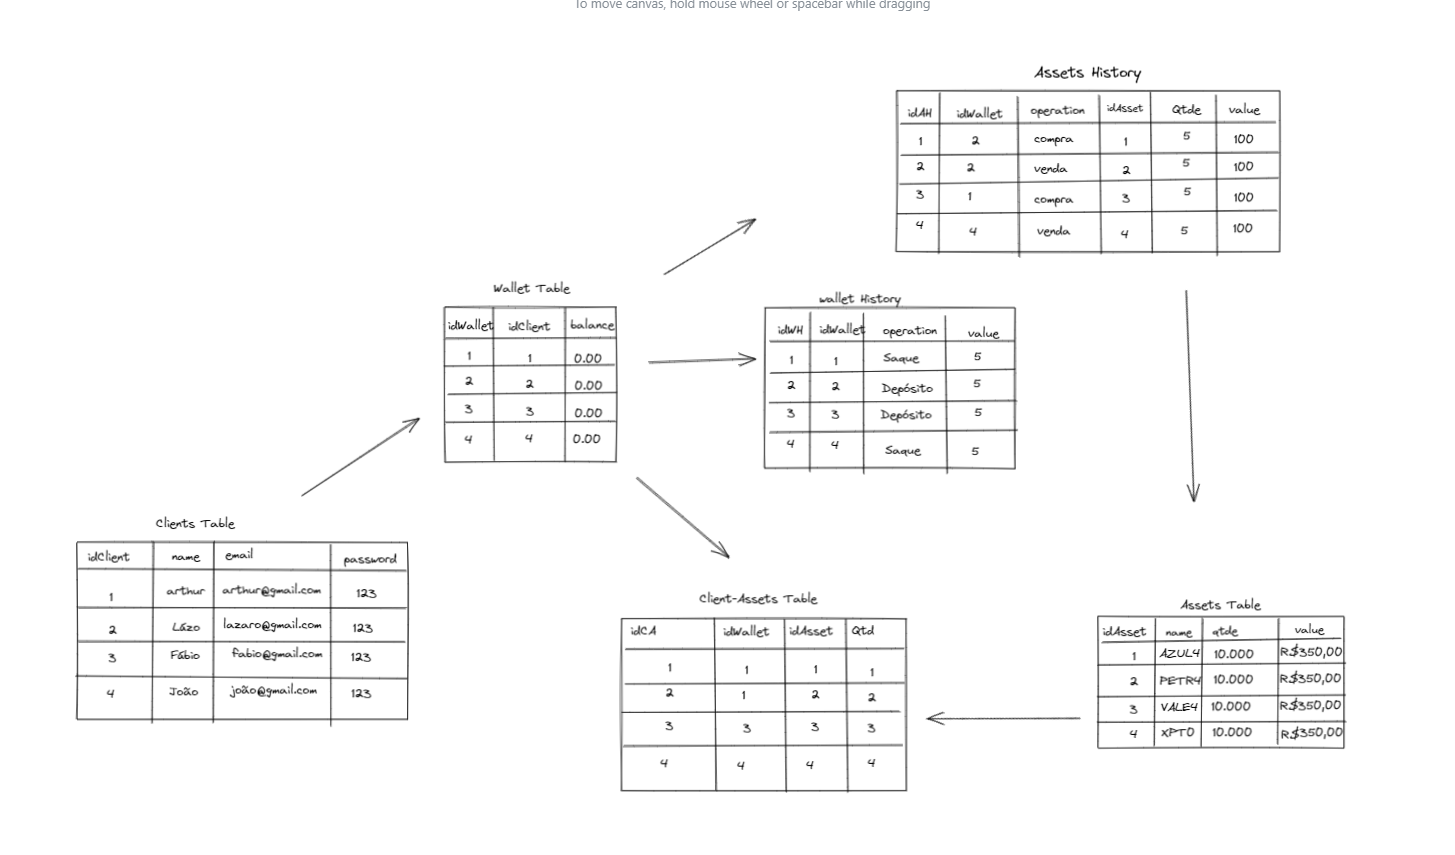 To move canvas, hold mouse wheel or spacebar while dragging
Assets History
idAH idWallet operation idAsset Qtde value
1 2 compra 1 5 100
2 2 venda 2 5 100
3 1 compra 3 5 100
4 4 venda 4 5 100
Wallet Table
idWallet idClient balance
1 1 0.00
2 2 0.00
3 3 0.00
4 4 0.00
wallet History
idWH idWallet operation value
1 1 Saque 5
2 2 Depósito 5
3 3 Depósito 5
4 4 Saque 5
Clients Table
idClient name email password
1 arthur arthur@gmail.com 123
2 Lázo lazaro@gmail.com 123
3 Fábio fabio@gmail.com 123
4 João joão@gmail.com 123
Client-Assets Table
idCA idWallet idAsset Qtd
1 1 1 1
2 1 2 2
3 3 3 3
4 4 4 4
Assets Table
idAsset name qtde value
1 AZUL4 10.000 R$350,00
2 PETR4 10.000 R$350,00
3 VALE4 10.000 R$350,00
4 XPTO 10.000 R$350,00